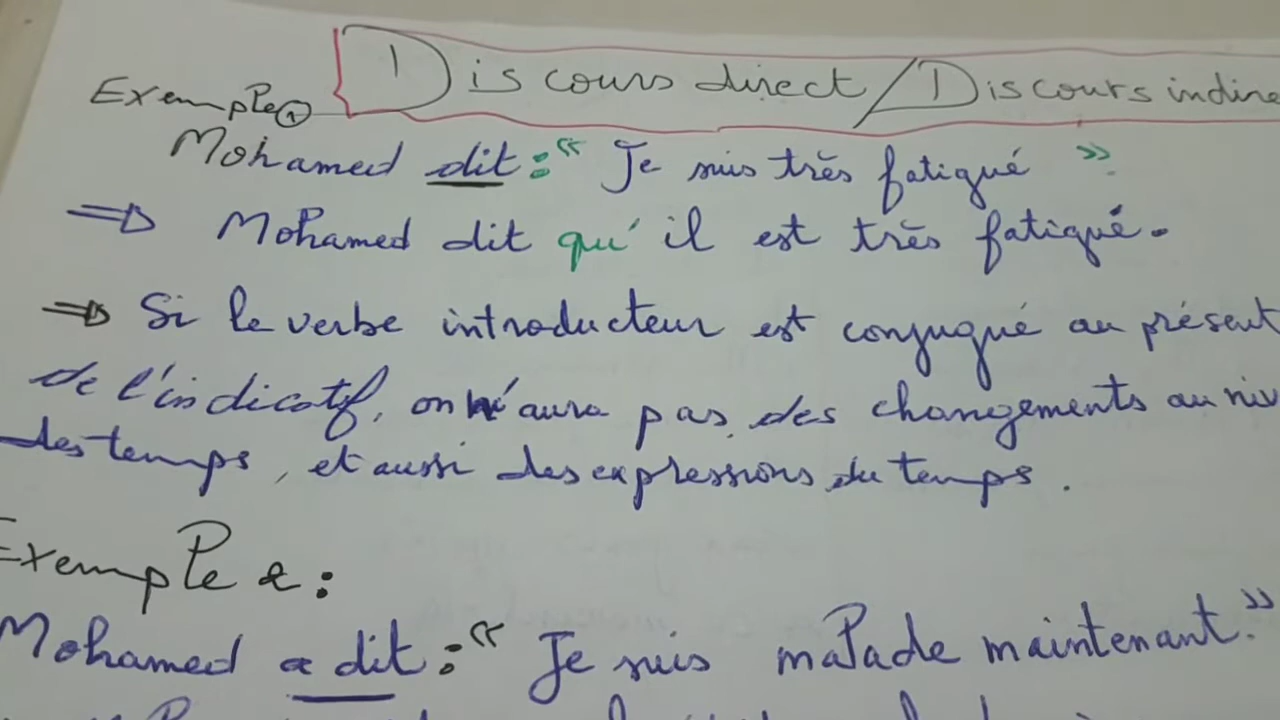 Discours direct / Discours indire
Exemple 1
Mohamed dit : « Je suis très fatigué »
⇒ Mohamed dit qu' il est très fatigué.
⇒ Si le verbe introducteur est conjugué au présent
de l'indicatif, on n'aura pas des changements au niv
des temps, et aussi des expressions du temps.
Exemple 2 :
Mohamed a dit : « Je suis malade maintenant. »